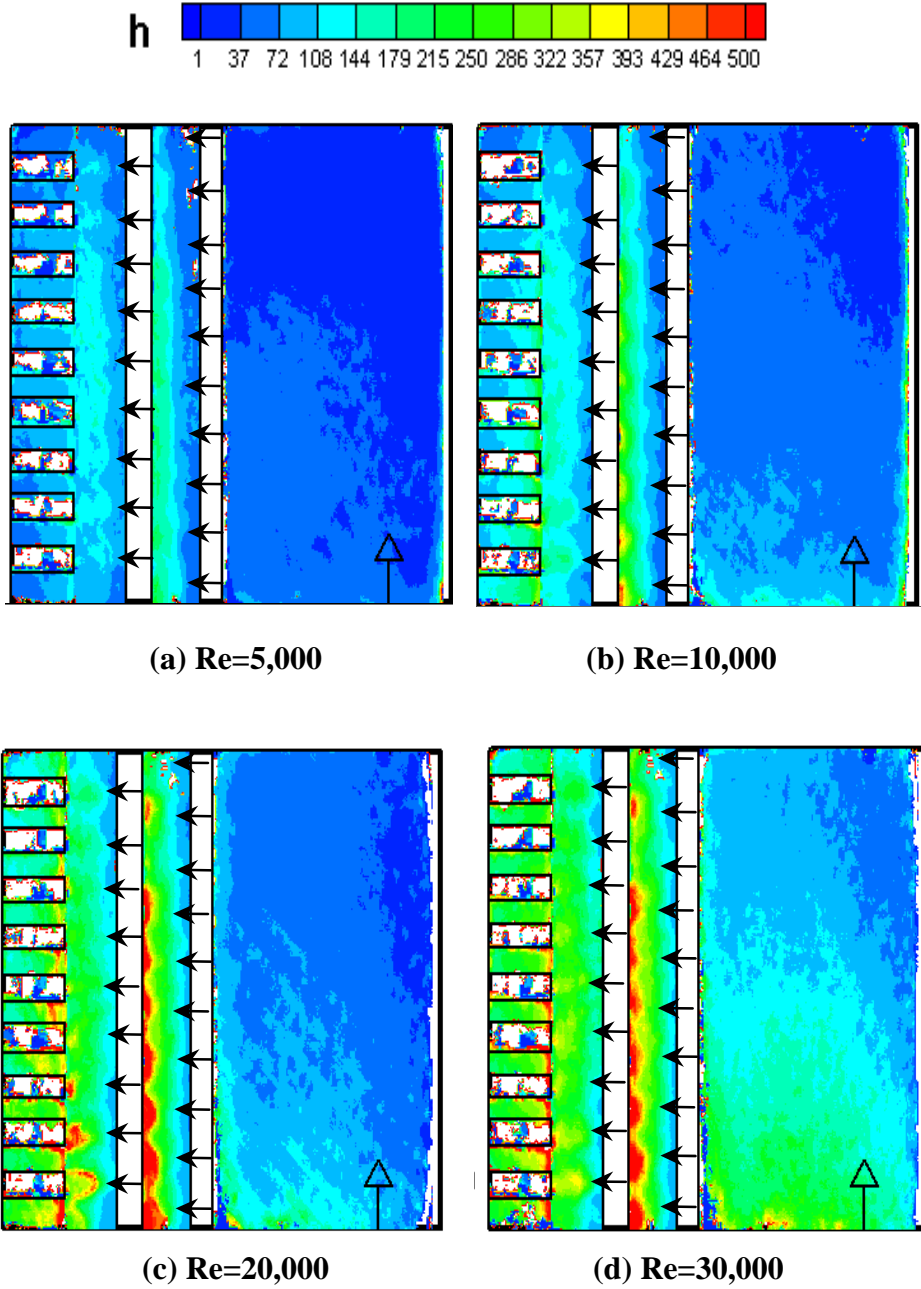 h
1 37 72 108 144 179 215 250 286 322 357 393 429 464 500
(a) Re=5,000
(b) Re=10,000
(c) Re=20,000
(d) Re=30,000